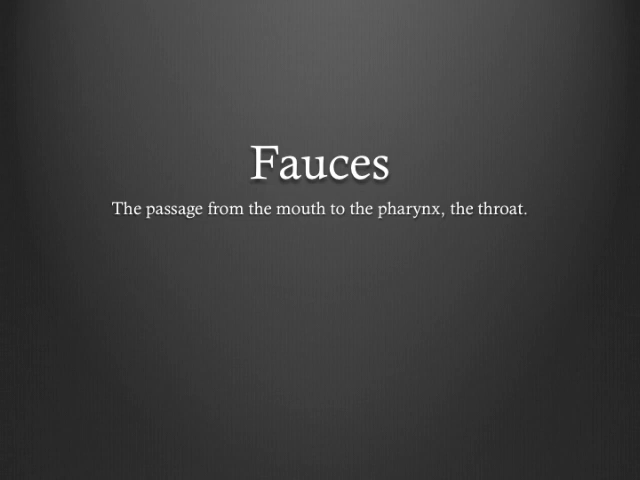 Fauces
The passage from the mouth to the pharynx, the throat.